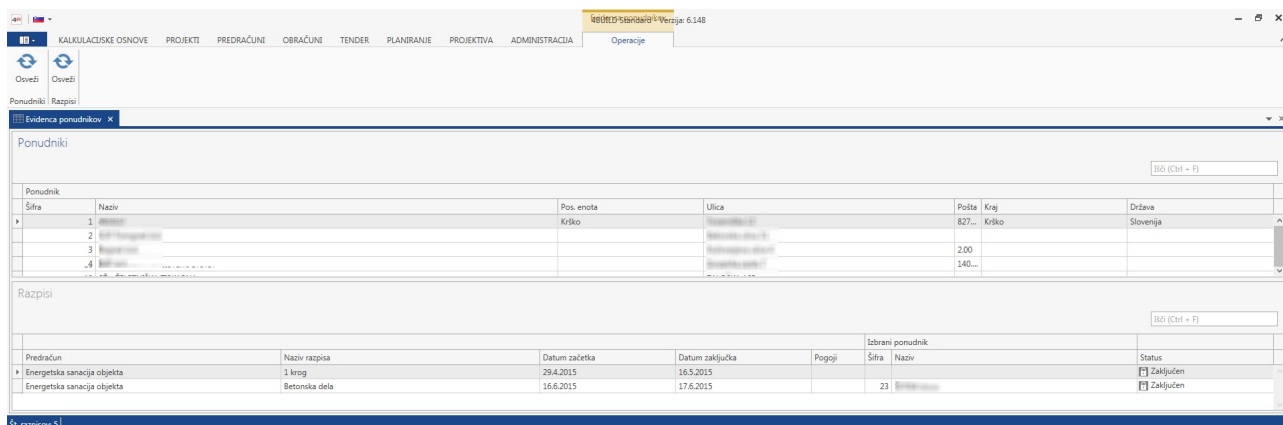 4BUILD Standard - Verzija: 6.148
KALKULACIJSKE OSNOVE PROJEKTI PREDRAČUNI OBRAČUNI TENDER PLANIRANJE PROJEKTIVA ADMINISTRACIJA Operacije
Osveži Osveži
Ponudniki Razpisi
Evidenca ponudnikov
Ponudniki
Išči (Ctrl + F)
Ponudnik
Šifra Naziv Pos. enota Ulica Pošta Kraj Država
1 Krško 827... Krško Slovenija
2
3 2.00
4 140....
Razpisi
Išči (Ctrl + F)
Izbrani ponudnik
Predračun Naziv razpisa Datum začetka Datum zaključka Pogoji Šifra Naziv Status
Energetska sanacija objekta 1 krog 29.4.2015 16.5.2015 Zaključen
Energetska sanacija objekta Betonska dela 16.6.2015 17.6.2015 23 Zaključen
Št. razpisov: 5